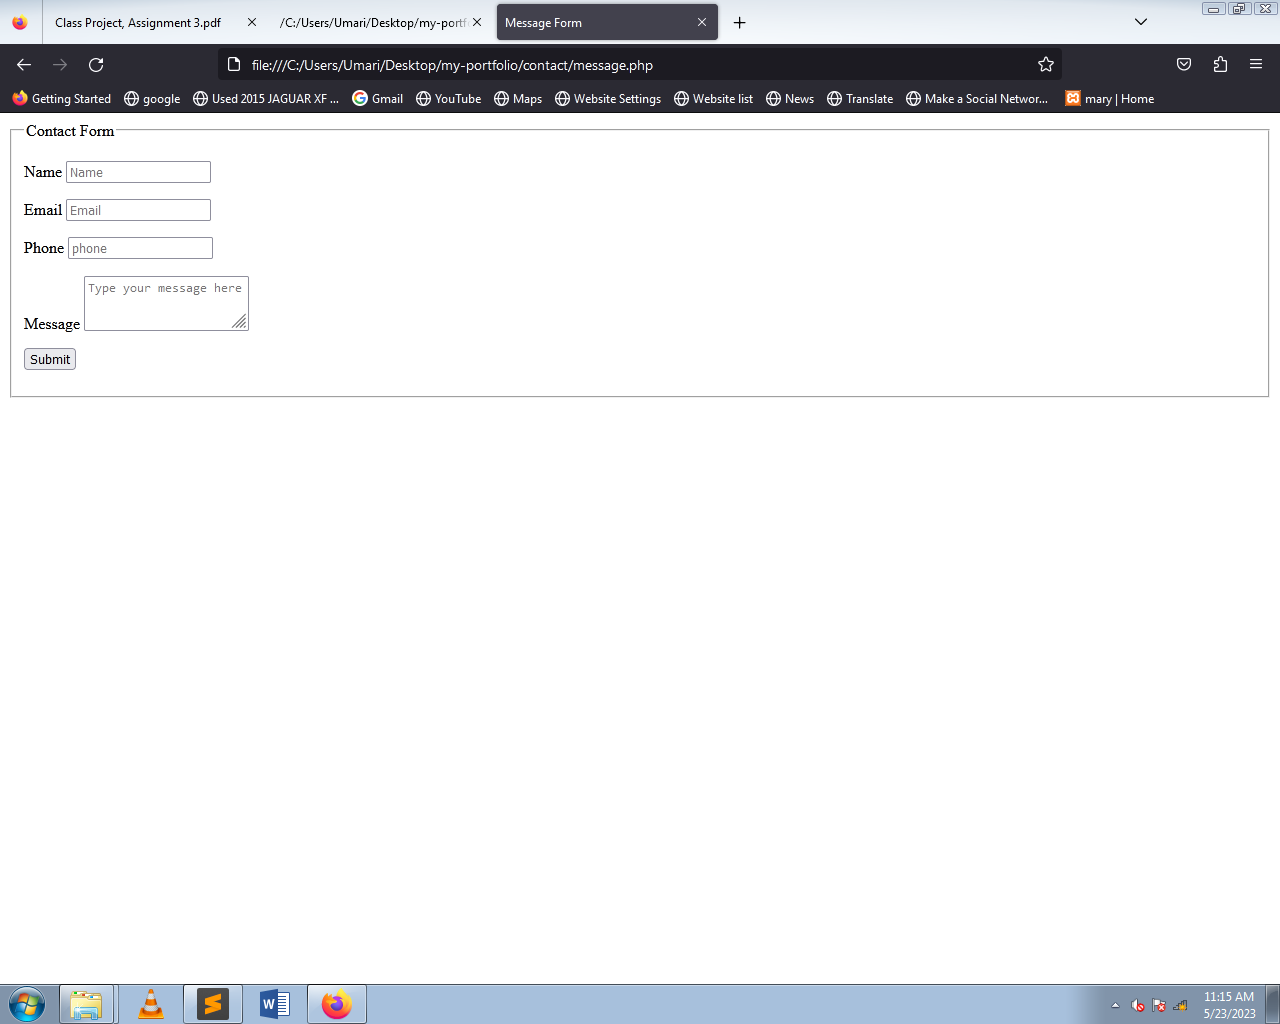 Class Project, Assignment 3.pdf
/C:/Users/Umari/Desktop/my-portfo
Message Form
file:///C:/Users/Umari/Desktop/my-portfolio/contact/message.php
Getting Started google Used 2015 JAGUAR XF ... Gmail YouTube Maps Website Settings Website list News Translate Make a Social Networ... mary | Home
Contact Form
Name Name
Email Email
Phone phone
Type your message here
Message
Submit
11:15 AM
5/23/2023